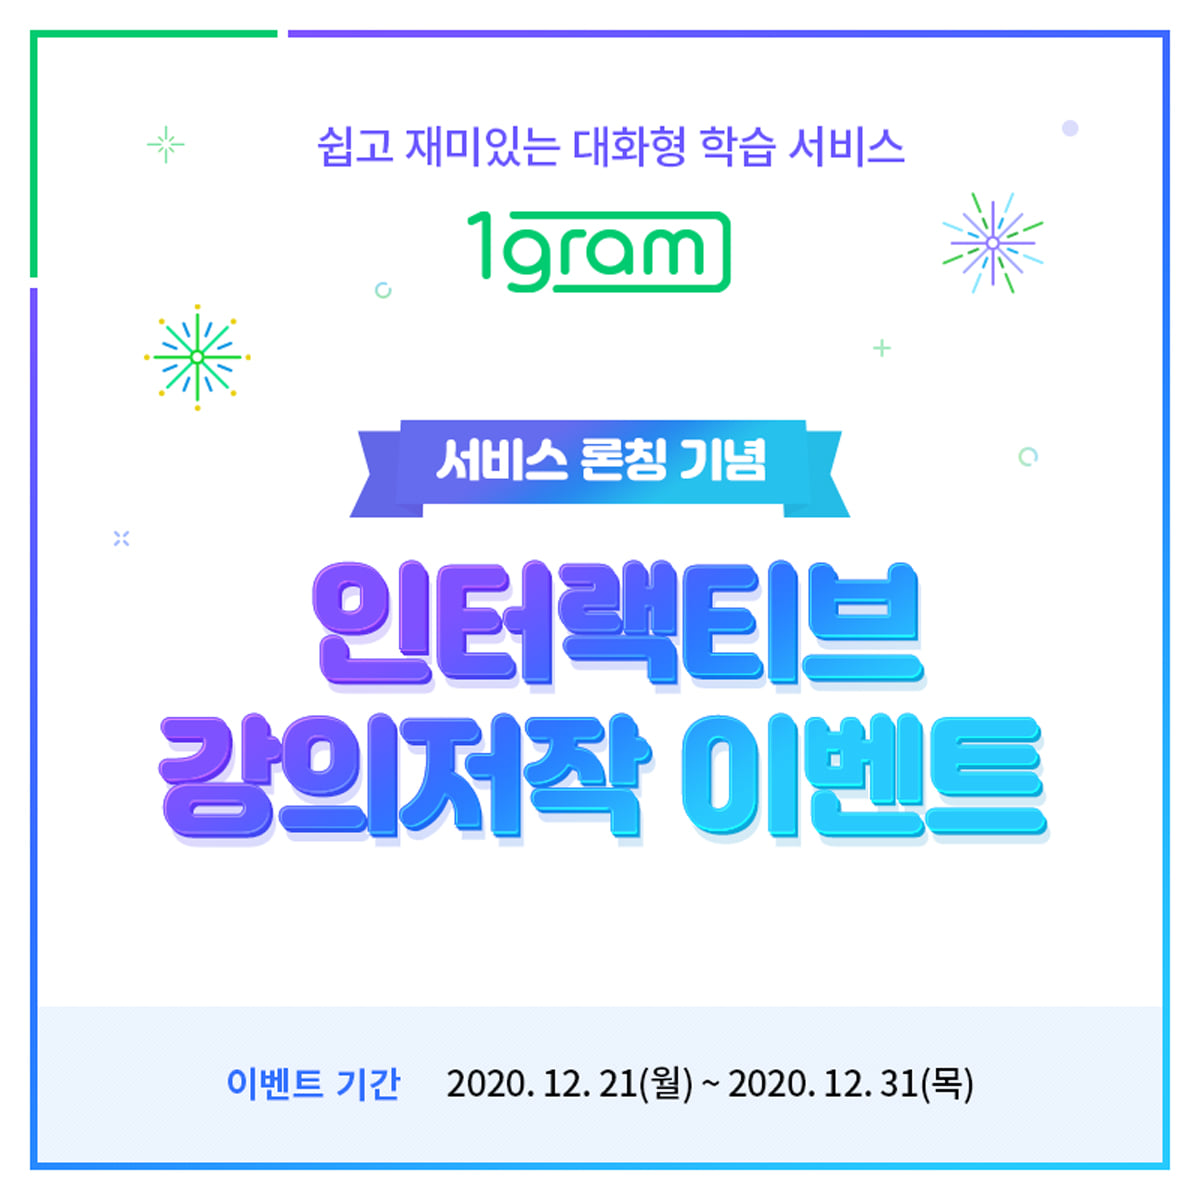 쉽고 재미있는 대화형 학습 서비스
1gram
서비스 론칭 기념
인터랙티브
강의저작 이벤트
이벤트 기간 2020. 12. 21(월) ~ 2020. 12. 31(목)